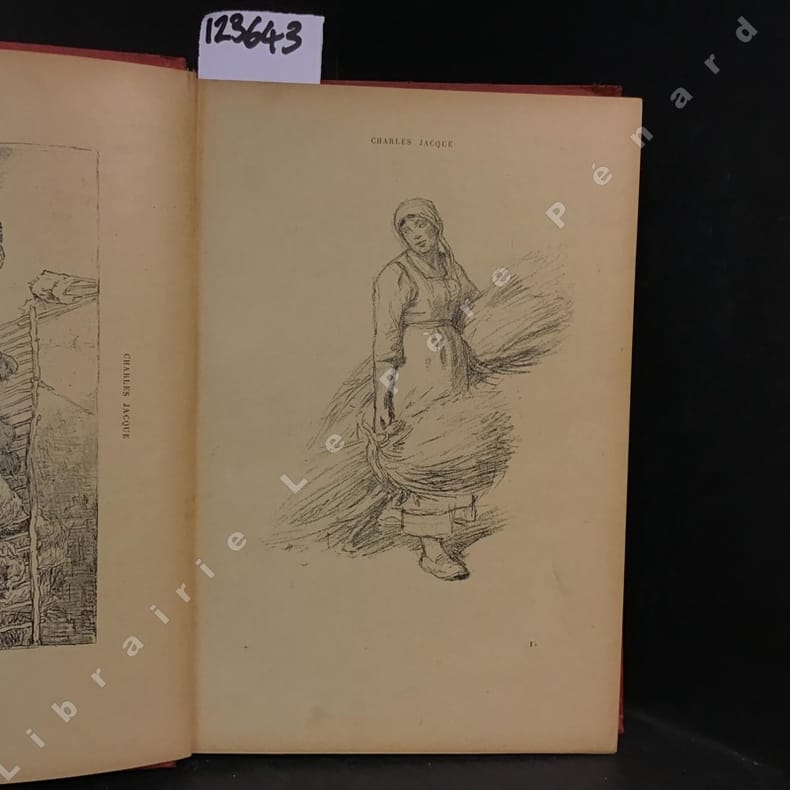 123643
CHARLES JACQUE
CHARLES JACQUE
Librairie Le Père Pénard